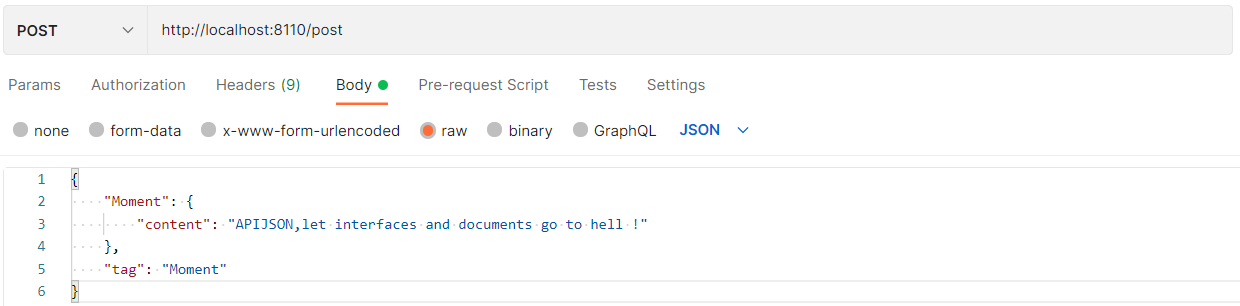 POST http://localhost:8110/post
Params Authorization Headers (9) Body Pre-request Script Tests Settings
none form-data x-www-form-urlencoded raw binary GraphQL JSON
1 {
2 "Moment": {
3 "content": "APIJSON,let interfaces and documents go to hell !"
4 },
5 "tag": "Moment"
6 }